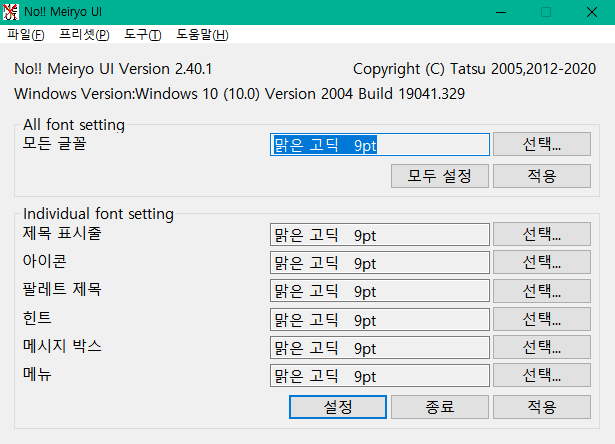 No!! Meiryo UI
파일(F) 프리셋(P) 도구(T) 도움말(H)
No!! Meiryo UI Version 2.40.1 Copyright (C) Tatsu 2005,2012-2020
Windows Version:Windows 10 (10.0) Version 2004 Build 19041.329
All font setting
모든 글꼴 맑은 고딕 9pt 선택...
모두 설정 적용
Individual font setting
제목 표시줄 맑은 고딕 9pt 선택...
아이콘 맑은 고딕 9pt 선택...
팔레트 제목 맑은 고딕 9pt 선택...
힌트 맑은 고딕 9pt 선택...
메시지 박스 맑은 고딕 9pt 선택...
메뉴 맑은 고딕 9pt 선택...
설정 종료 적용